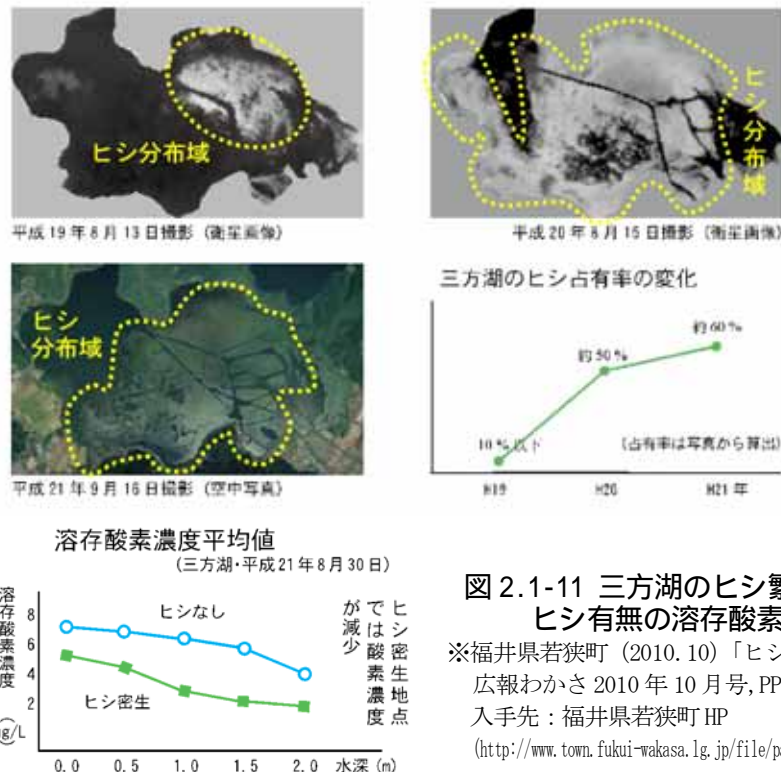 ヒシ分布域
平成19年8月13日撮影（衛星画像）
ヒシ分布域
平成20年8月15日撮影（衛星画像）
ヒシ
分布域
平成21年9月16日撮影（空中写真）
三方湖のヒシ占有率の変化
10%以下
約50%
約60%
（占有率は写真から算出）
H19
H20
H21年
溶存酸素濃度平均値
（三方湖・平成21年8月30日）
溶存酸素濃度
8
6
4
2
mg/L
ヒシなし
ヒシ密生
ヒシ密生地点
では酸素濃度
が減少
0.0 0.5 1.0 1.5 2.0 水深(m)
図 2.1-11 三方湖のヒシ繁
ヒシ有無の溶存酸素
※福井県若狭町（2010.10）「ヒシ
広報わかさ 2010 年 10 月号,PP
入手先：福井県若狭町 HP
(http://www.town.fukui-wakasa.lg.jp/file/p